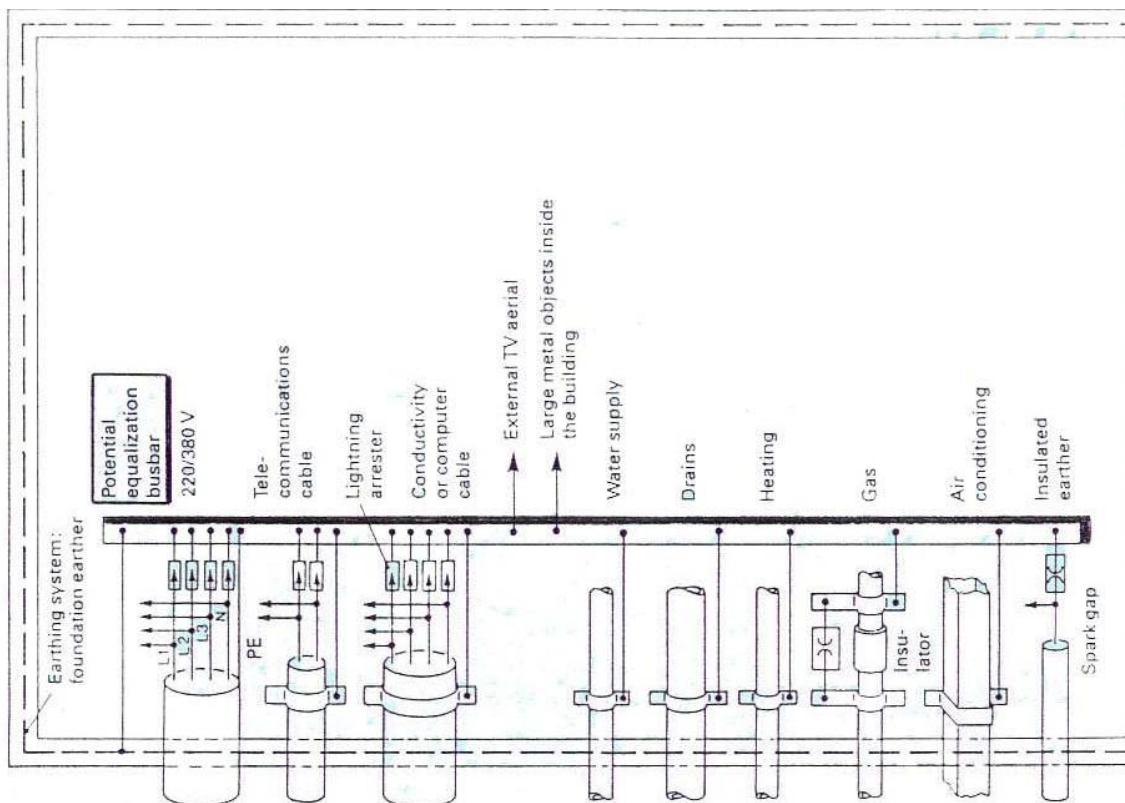 Earthing system:
foundation earther
Potential
equalization
busbar
220/380 V
L1
L2
L3
N
PE
Tele-
communications
cable
Lightning
arrester
Conductivity
or computer
cable
External TV aerial
Large metal objects inside
the building
Water supply
Drains
Heating
Gas
Insu-
lator
Air
conditioning
Insulated
earther
Spark gap